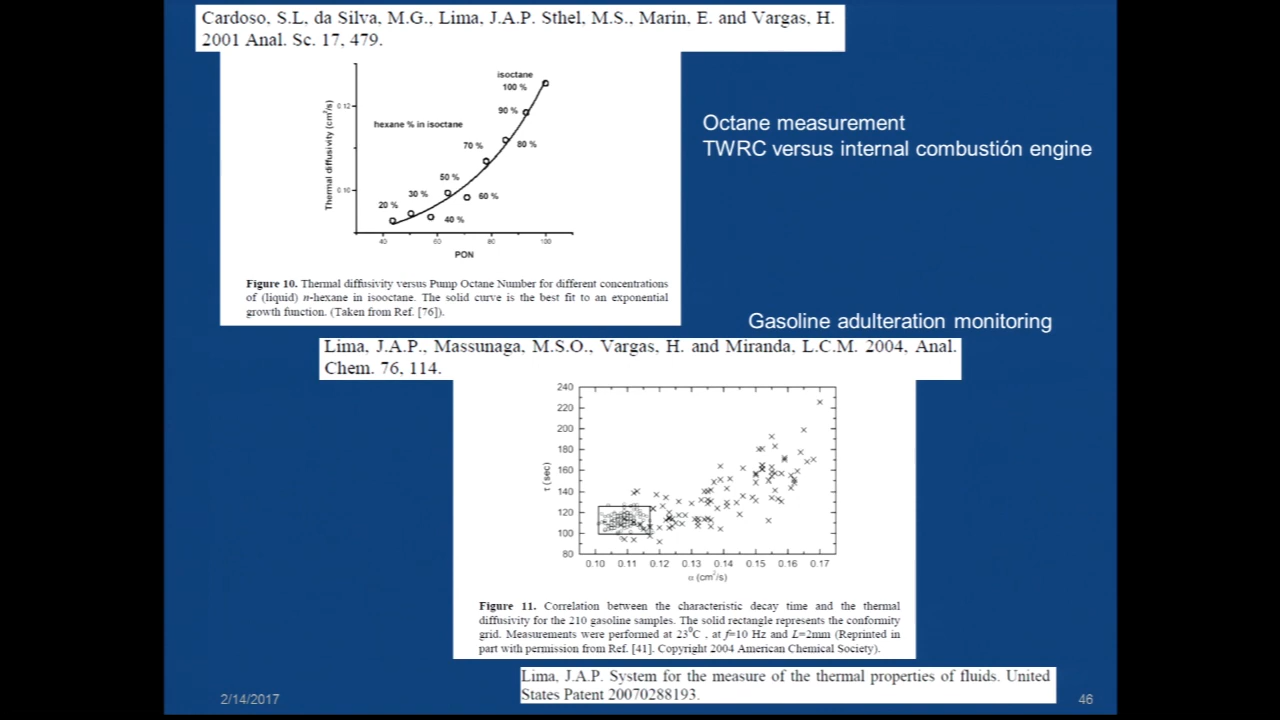 Cardoso, S.L, da Silva, M.G., Lima, J.A.P. Sthel, M.S., Marin, E. and Vargas, H.
2001 Anal. Sc. 17, 479.
isoctane
100 %
0.12
Thermal diffusivity (cm²/s)
90 %
hexane % in isoctane
70 %
80 %
50 %
0.10
30 %
60 %
20 %
40 %
40
60
80
100
PON
Figure 10. Thermal diffusivity versus Pump Octane Number for different concentrations
of (liquid) n-hexane in isooctane. The solid curve is the best fit to an exponential
growth function. (Taken from Ref. [76]).
Octane measurement
TWRC versus internal combustión engine
Gasoline adulteration monitoring
Lima, J.A.P., Massunaga, M.S.O., Vargas, H. and Miranda, L.C.M. 2004, Anal.
Chem. 76, 114.
240
220
200
180
160
140
120
100
80
τ (sec)
0.10 0.11 0.12 0.13 0.14 0.15 0.16 0.17
α (cm²/s)
Figure 11. Correlation between the characteristic decay time and the thermal
diffusivity for the 210 gasoline samples. The solid rectangle represents the conformity
grid. Measurements were performed at 23⁰C , at f=10 Hz and L=2mm (Reprinted in
part with permission from Ref. [41]. Copyright 2004 American Chemical Society).
Lima, J.A.P. System for the measure of the thermal properties of fluids. United
States Patent 20070288193.
2/14/2017
46